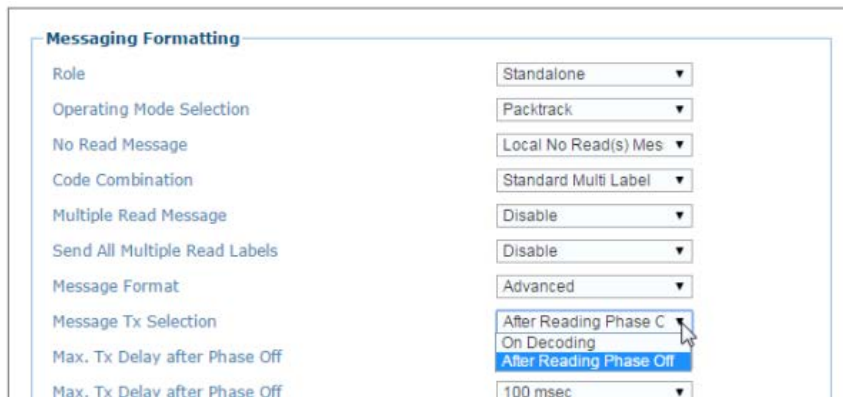 Messaging Formatting
Role Standalone
Operating Mode Selection Packtrack
No Read Message Local No Read(s) Mes
Code Combination Standard Multi Label
Multiple Read Message Disable
Send All Multiple Read Labels Disable
Message Format Advanced
Message Tx Selection After Reading Phase C
On Decoding
Max. Tx Delay after Phase Off After Reading Phase Off
Max. Tx Delay after Phase Off 100 msec